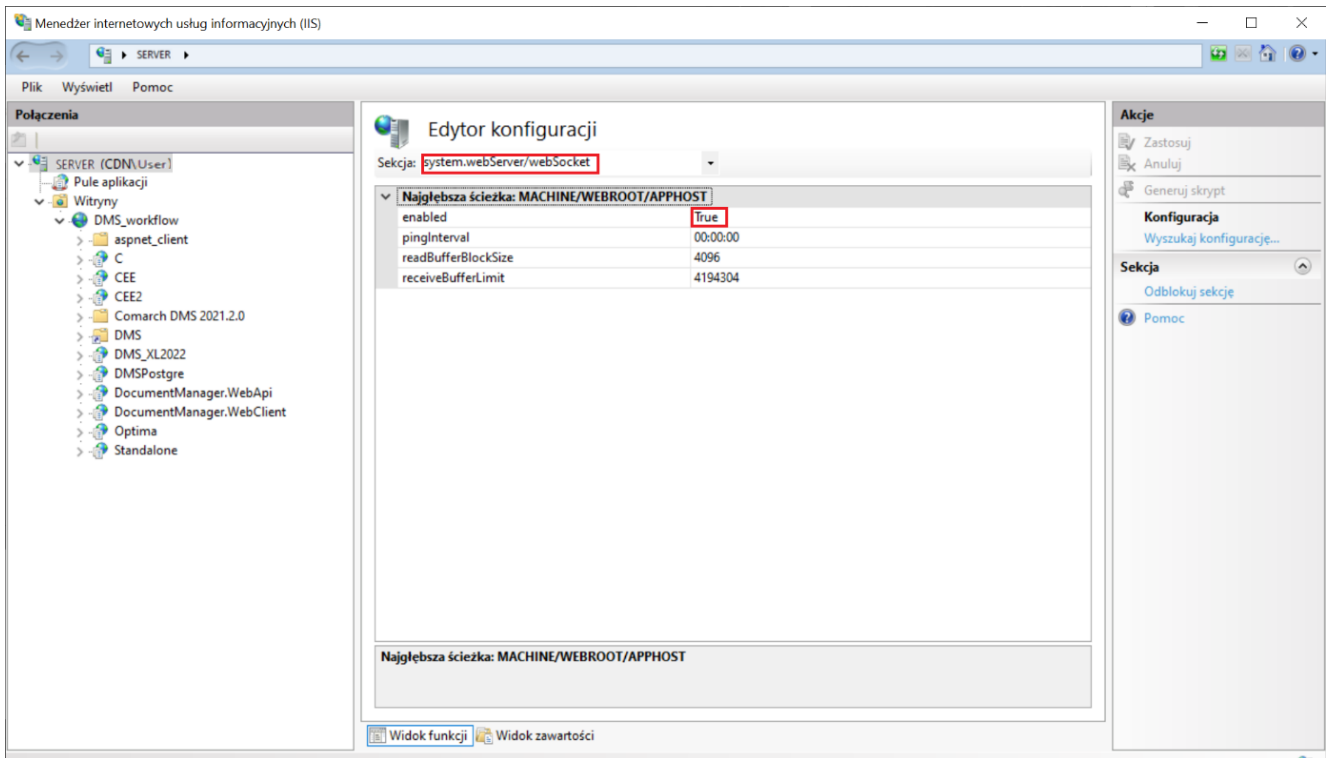 Menedżer internetowych usług informacyjnych (IIS)
SERVER
Plik Wyświetl Pomoc
Połączenia
SERVER (CDN\User)
Pule aplikacji
Witryny
DMS_workflow
aspnet_client
C
CEE
CEE2
Comarch DMS 2021.2.0
DMS
DMS_XL2022
DMSPostgre
DocumentManager.WebApi
DocumentManager.WebClient
Optima
Standalone
Edytor konfiguracji
Sekcja: system.webServer/webSocket
Najgłębsza ścieżka: MACHINE/WEBROOT/APPHOST
enabled True
pingInterval 00:00:00
readBufferBlockSize 4096
receiveBufferLimit 4194304
Najgłębsza ścieżka: MACHINE/WEBROOT/APPHOST
Widok funkcji Widok zawartości
Akcje
Zastosuj
Anuluj
Generuj skrypt
Konfiguracja
Wyszukaj konfigurację...
Sekcja
Odblokuj sekcję
Pomoc